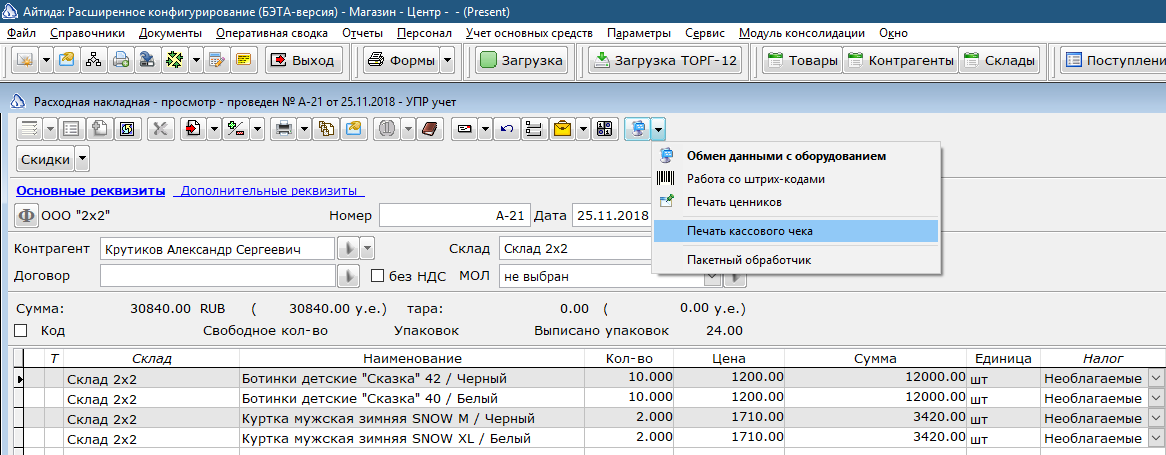 Айтида: Расширенное конфигурирование (БЭТА-версия) - Магазин - Центр - - (Present)
Файл Справочники Документы Оперативная сводка Отчеты Персонал Учет основных средств Параметры Сервис Модуль консолидации Окно
Выход Формы Загрузка Загрузка ТОРГ-12 Товары Контрагенты Склады Поступлени
Расходная накладная - просмотр - проведен № А-21 от 25.11.2018 - УПР учет
Скидки
Обмен данными с оборудованием
Работа со штрих-кодами
Печать ценников
Печать кассового чека
Пакетный обработчик
Основные реквизиты Дополнительные реквизиты
Ф ООО "2х2" Номер А-21 Дата 25.11.2018
Контрагент Крутиков Александр Сергеевич Склад Склад 2х2
Договор без НДС МОЛ не выбран
Сумма: 30840.00 RUB ( 30840.00 у.е.) тара: 0.00 ( 0.00 у.е.)
Код Свободное кол-во Упаковок Выписано упаковок 24.00
Т Склад Наименование Кол-во Цена Сумма Единица Налог
Склад 2х2 Ботинки детские "Сказка" 42 / Черный 10.000 1200.00 12000.00 шт Необлагаемые
Склад 2х2 Ботинки детские "Сказка" 40 / Белый 10.000 1200.00 12000.00 шт Необлагаемые
Склад 2х2 Куртка мужская зимняя SNOW M / Черный 2.000 1710.00 3420.00 шт Необлагаемые
Склад 2х2 Куртка мужская зимняя SNOW XL / Белый 2.000 1710.00 3420.00 шт Необлагаемые